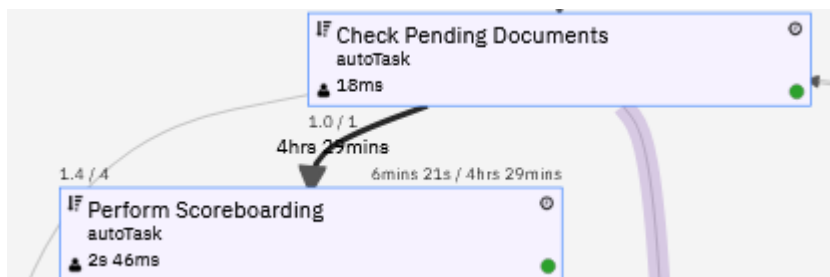 Check Pending Documents
autoTask
18ms
1.0 / 1
4hrs 29mins
1.4 / 4
6mins 21s / 4hrs 29mins
Perform Scoreboarding
autoTask
2s 46ms